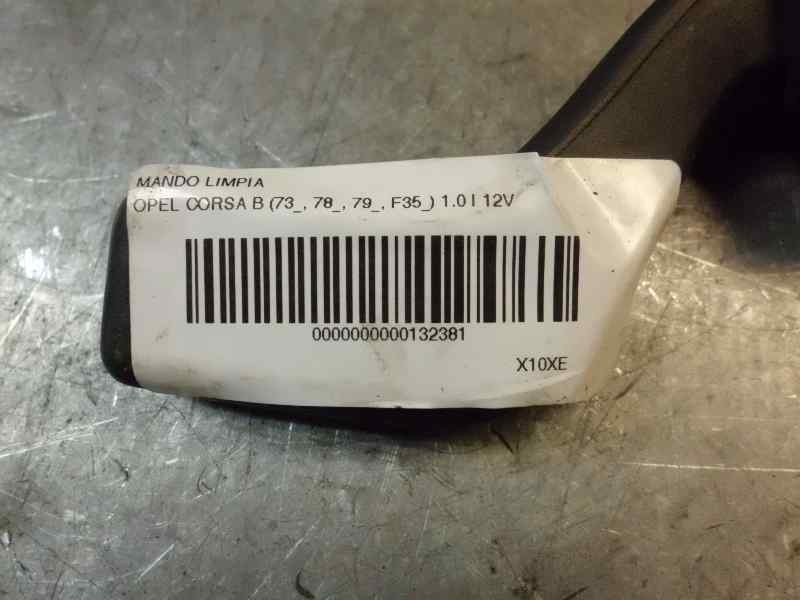 MANDO LIMPIA
OPEL CORSA B (73_, 78_, 79_, F35_) 1.0 I 12V
0000000000132381
X10XE